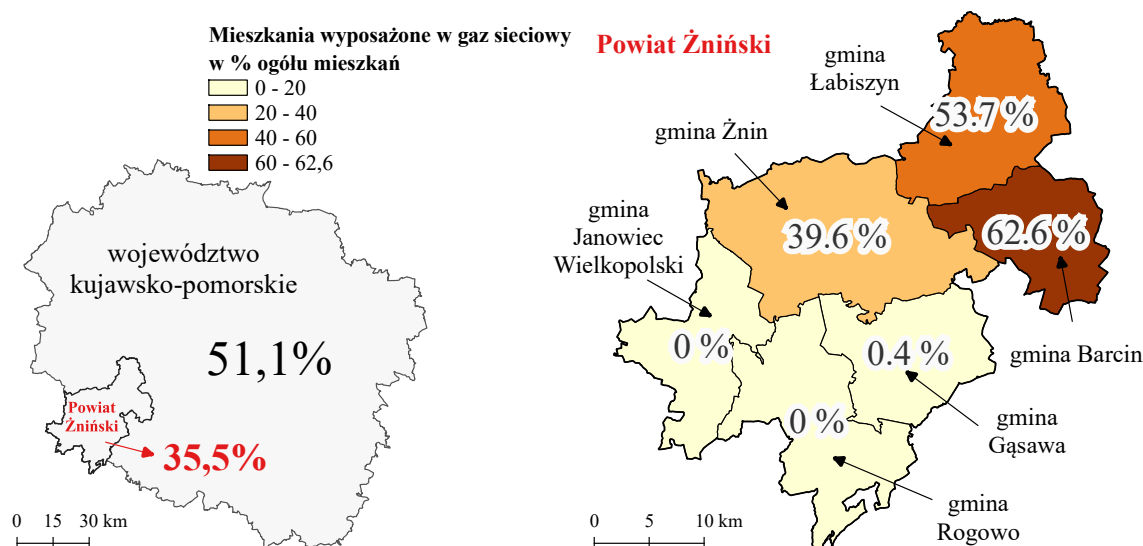 Mieszkania wyposażone w gaz sieciowy
w % ogółu mieszkań
0 - 20
20 - 40
40 - 60
60 - 62,6
województwo
kujawsko-pomorskie
51,1%
Powiat
Żniński
35,5%
0 15 30 km
Powiat Żniński
gmina
Łabiszyn
53.7 %
gmina Żnin
39.6 %
62.6 %
gmina
Janowiec
Wielkopolski
0 %
0.4 %
gmina Barcin
0 %
gmina
Gąsawa
gmina
Rogowo
0 5 10 km